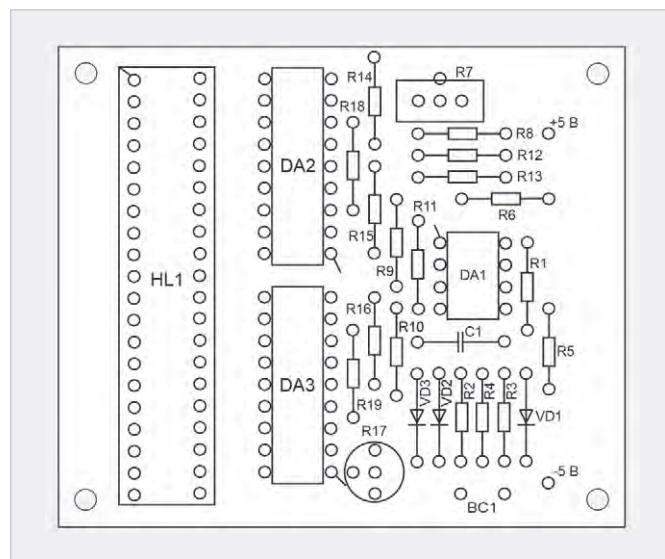 R7
R14
R18
+5 В
R8
DA2
R12
R13
R11
R6
R15
R9
HL1
DA1
R1
R16
R10
C1
R5
DA3
VD3
VD2
R2
R4
R3
VD1
R19
R17
–5 В
BC1